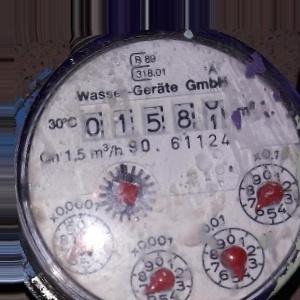 B 89
318.01 A
Wasser-Geräte GmbH
30°C 01581 m³
Qn 1,5 m³/h 90. 61124
x0,1
x0,0001
x0,001
x0,01